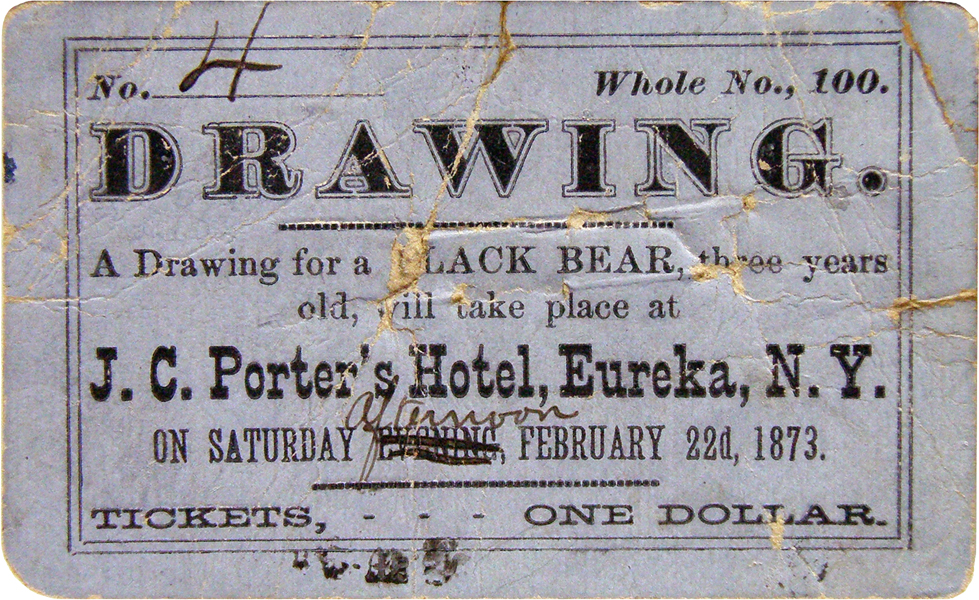 No. 4 Whole No., 100.
DRAWING.
A Drawing for a BLACK BEAR, three years
old, will take place at
J. C. Porter's Hotel, Eureka, N. Y.
afternoon
ON SATURDAY EVENING, FEBRUARY 22d, 1873.
TICKETS, - - - ONE DOLLAR.